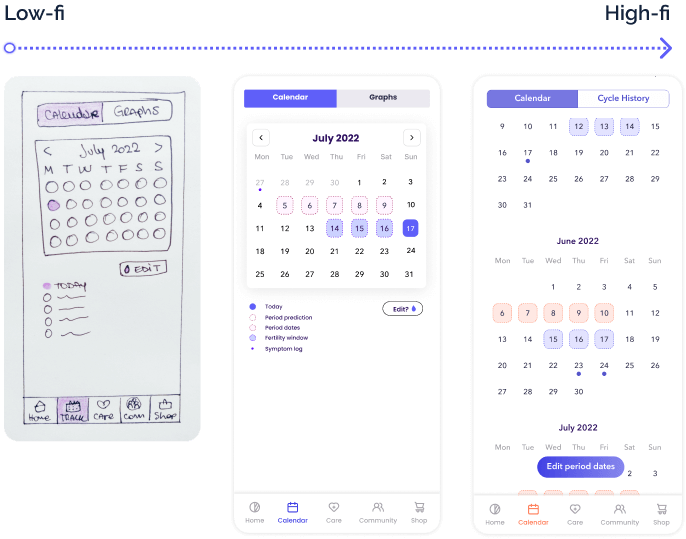 Low-fi
High-fi
CALENDAR GRAPHS
< July 2022 >
M T W T F S S
EDIT
TODAY
Home TRACK CARE Comm Shop
Calendar Graphs
July 2022
Mon Tue Wed Thu Fri Sat Sun
27 28 29 30 1 2 3
4 5 6 7 8 9 10
11 12 13 14 15 16 17
18 19 20 21 22 23 24
25 26 27 28 29 30 31
Today
Period prediction
Period dates
Fertility window
Symptom log
Edit?
Home Calendar Care Community Shop
Calendar Cycle History
9 10 11 12 13 14 15
16 17 18 19 20 21 22
23 24 25 26 27 28 29
30 31
June 2022
Mon Tue Wed Thu Fri Sat Sun
1 2 3 4 5
6 7 8 9 10 11 12
13 14 15 16 17 18 19
20 21 22 23 24 25 26
27 28 29 30
July 2022
Mon Tue Wed Thu Fri Sat Sun
Edit period dates
2 3
Home Calendar Care Community Shop